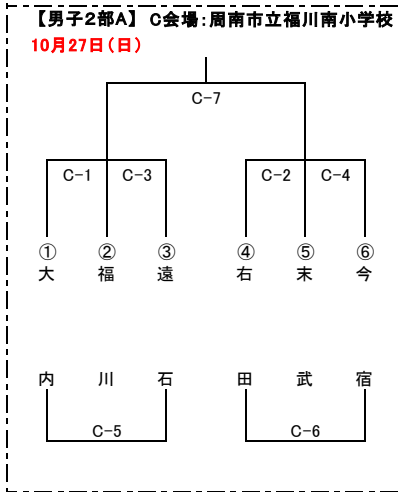 【男子２部A】 C会場：周南市立福川南小学校
10月27日（日）
C-7
C-1 C-3 C-2 C-4
① ② ③ ④ ⑤ ⑥
大 福 遠 右 末 今
内 川 石 田 武 宿
C-5 C-6